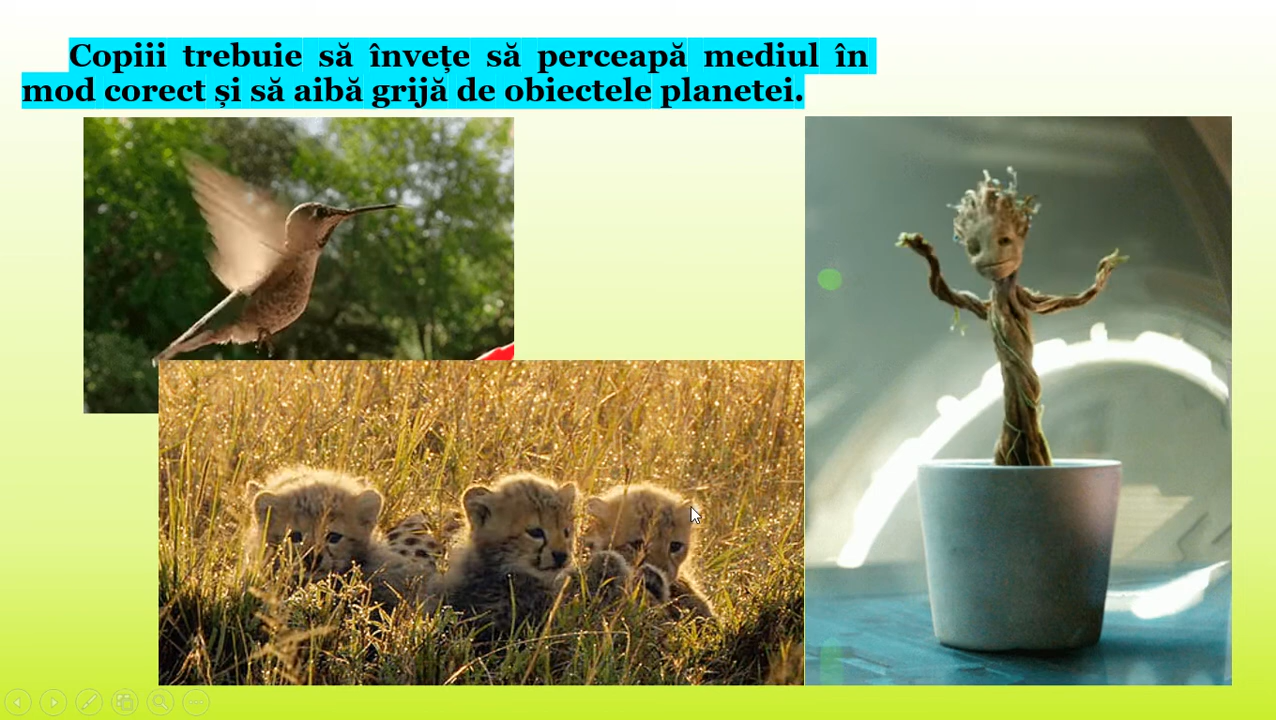 Copiii trebuie să învețe să perceapă mediul în
mod corect și să aibă grijă de obiectele planetei.